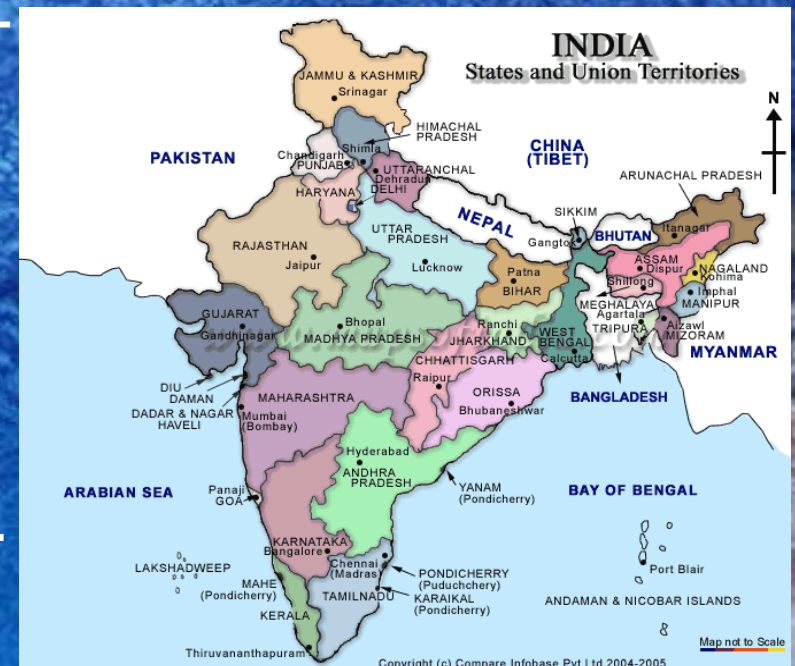 INDIA
States and Union Territories
N
JAMMU & KASHMIR
Srinagar
HIMACHAL
PRADESH
Shimla
Chandigarh
PUNJAB
PAKISTAN
CHINA
(TIBET)
UTTARANCHAL
Dehradun
DELHI
HARYANA
ARUNACHAL PRADESH
NEPAL
SIKKIM
Gangtok
BHUTAN
Itanagar
RAJASTHAN
Jaipur
UTTAR
PRADESH
Lucknow
Patna
BIHAR
ASSAM
Dispur
NAGALAND
Kohima
Shillong
MEGHALAYA
Imphal
MANIPUR
Agartala
TRIPURA
Aizawl
MIZORAM
MYANMAR
GUJARAT
Gandhinagar
Bhopal
MADHYA PRADESH
Ranchi
JHARKHAND
WEST
BENGAL
Calcutta
CHHATTISGARH
Raipur
BANGLADESH
DIU
DAMAN
DADAR & NAGAR
HAVELI
MAHARASHTRA
Mumbai
(Bombay)
ORISSA
Bhubaneshwar
Hyderabad
ANDHRA
PRADESH
YANAM
(Pondicherry)
ARABIAN SEA
Panaji
GOA
BAY OF BENGAL
KARNATAKA
Bangalore
Chennai
(Madras)
PONDICHERRY
(Puduchchery)
KARAIKAL
(Pondicherry)
LAKSHADWEEP
MAHE
(Pondicherry)
TAMILNADU
KERALA
Thiruvananthapuram
Port Blair
ANDAMAN & NICOBAR ISLANDS
Map not to Scale
Copyright (c) Compare Infobase Pvt Ltd 2004-2005